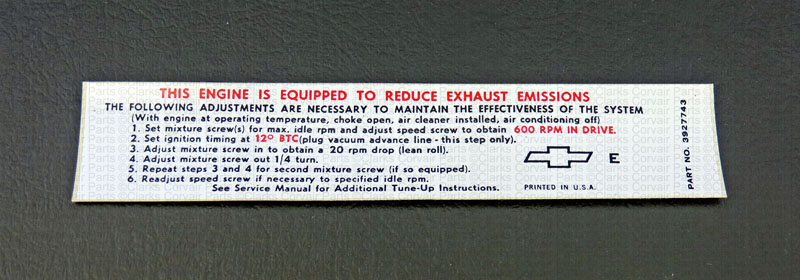 THIS ENGINE IS EQUIPPED TO REDUCE EXHAUST EMISSIONS
THE FOLLOWING ADJUSTMENTS ARE NECESSARY TO MAINTAIN THE EFFECTIVENESS OF THE SYSTEM
(With engine at operating temperature, choke open, air cleaner installed, air conditioning off)
1. Set mixture screw(s) for max. idle rpm and adjust speed screw to obtain 600 RPM IN DRIVE.
2. Set ignition timing at 12° BTC(plug vacuum advance line - this step only).
3. Adjust mixture screw in to obtain a 20 rpm drop (lean roll).
4. Adjust mixture screw out 1/4 turn.
5. Repeat steps 3 and 4 for second mixture screw (if so equipped).
6. Readjust speed screw if necessary to specified idle rpm.
See Service Manual for Additional Tune-Up Instructions.
E
PRINTED IN U.S.A.
PART NO. 3927743